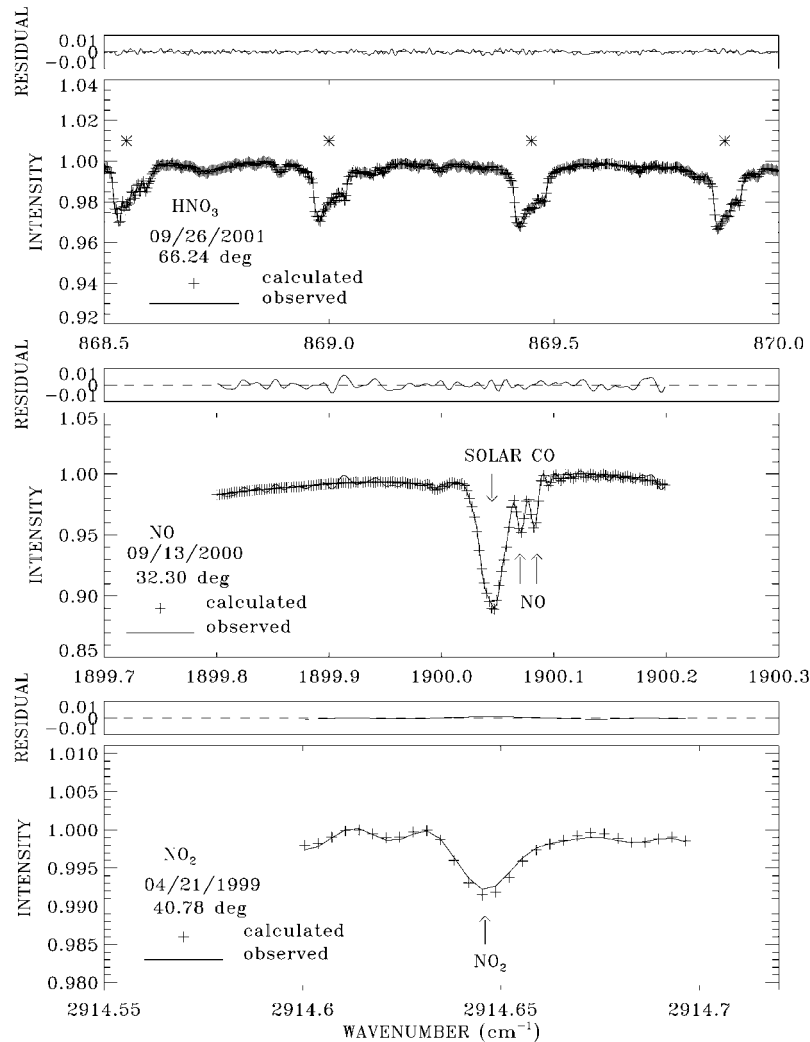 RESIDUAL
0.01
0
-0.01
INTENSITY
1.04
1.02
1.00
0.98
0.96
0.94
0.92
HNO₃
09/26/2001
66.24 deg
+ calculated
observed
868.5 869.0 869.5 870.0
RESIDUAL
0.01
0
-0.01
INTENSITY
1.05
1.00
0.95
0.90
0.85
SOLAR CO
NO
NO
09/13/2000
32.30 deg
+ calculated
observed
1899.7 1899.8 1899.9 1900.0 1900.1 1900.2 1900.3
RESIDUAL
0.01
0
-0.01
INTENSITY
1.010
1.005
1.000
0.995
0.990
0.985
0.980
NO₂
04/21/1999
40.78 deg
+ calculated
observed
NO₂
2914.55 2914.6 2914.65 2914.7
WAVENUMBER (cm⁻¹)